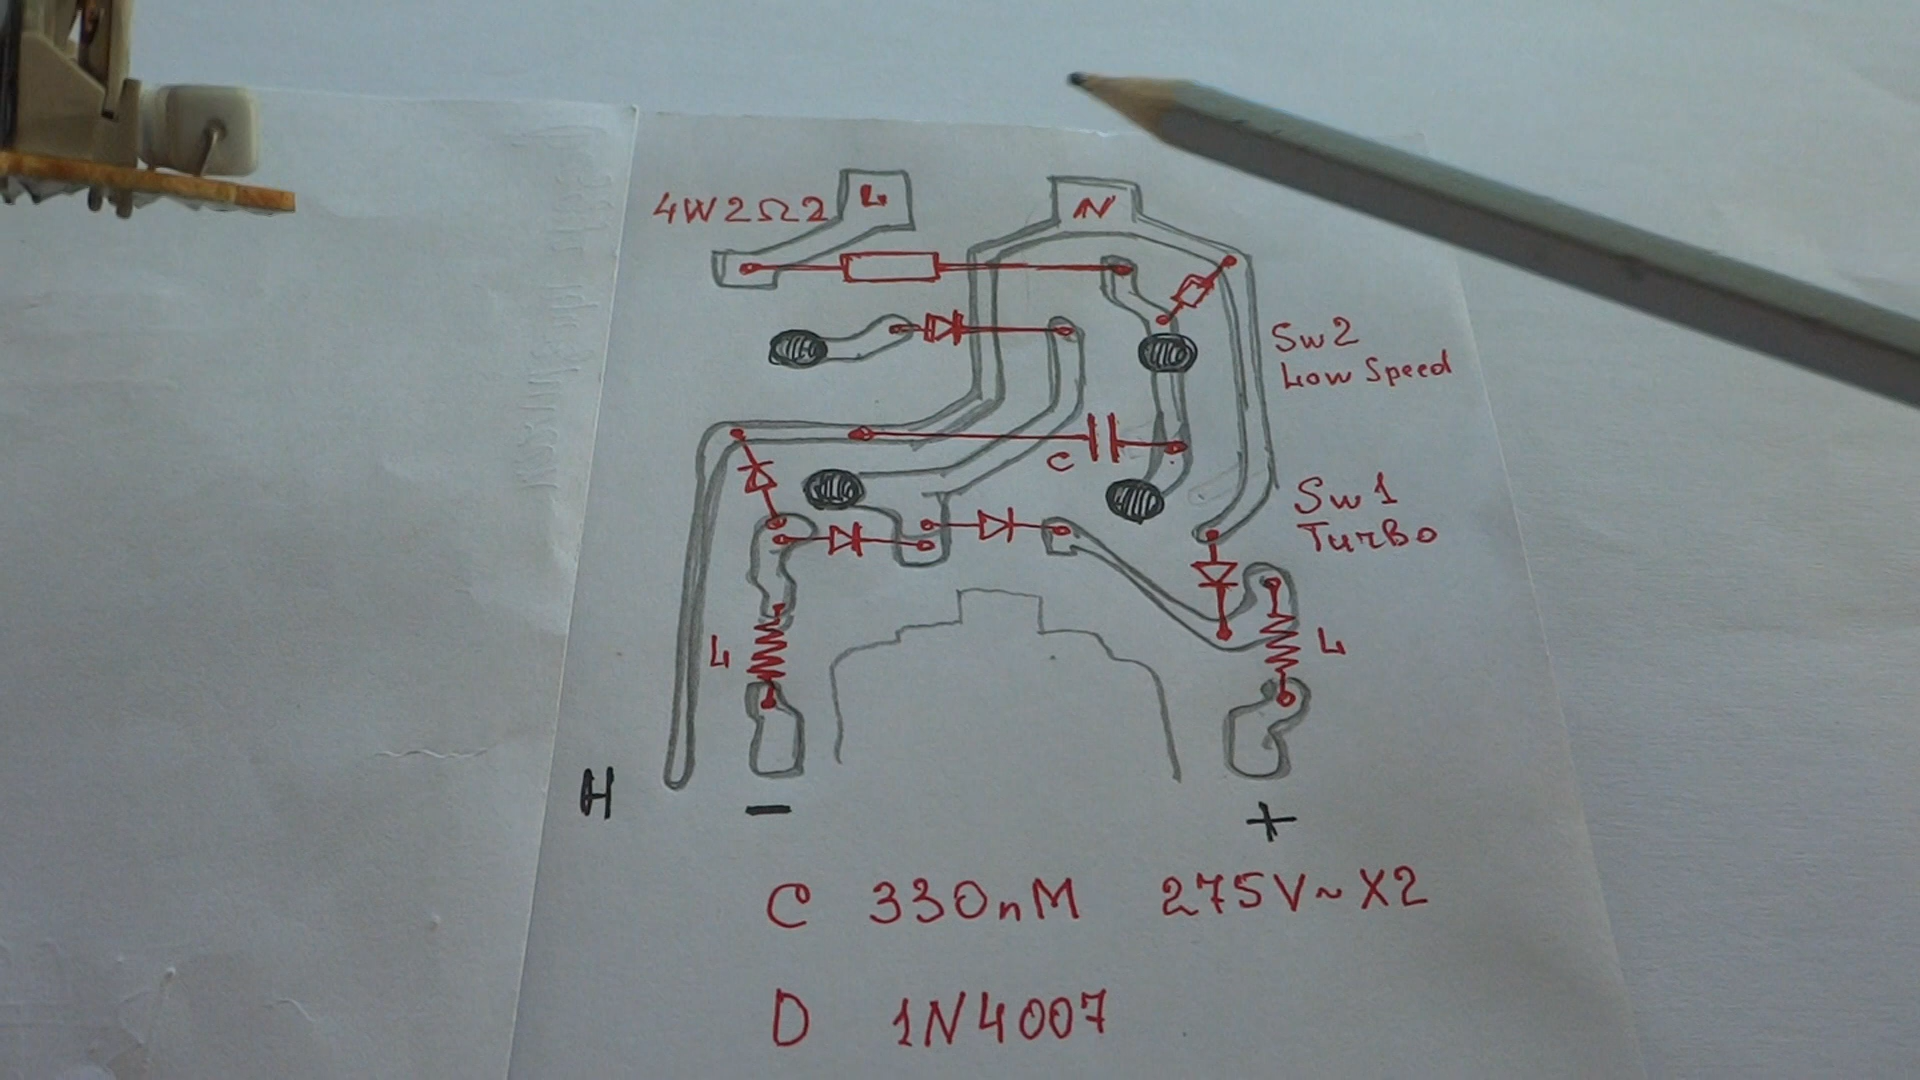 4W2Ω2
L
N
Sw2
Low Speed
C
Sw1
Turbo
L
L
H
−
+
C 330nM 275V~X2
D 1N4007